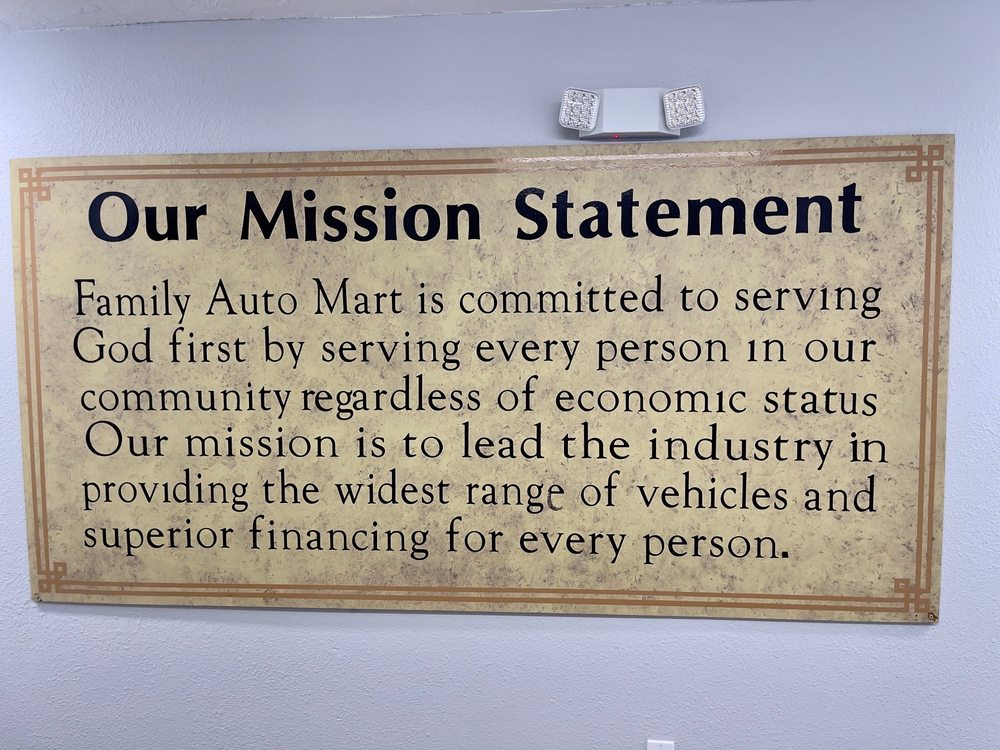 Our Mission Statement
Family Auto Mart is committed to serving
God first by serving every person in our
community regardless of economic status
Our mission is to lead the industry in
providing the widest range of vehicles and
superior financing for every person.